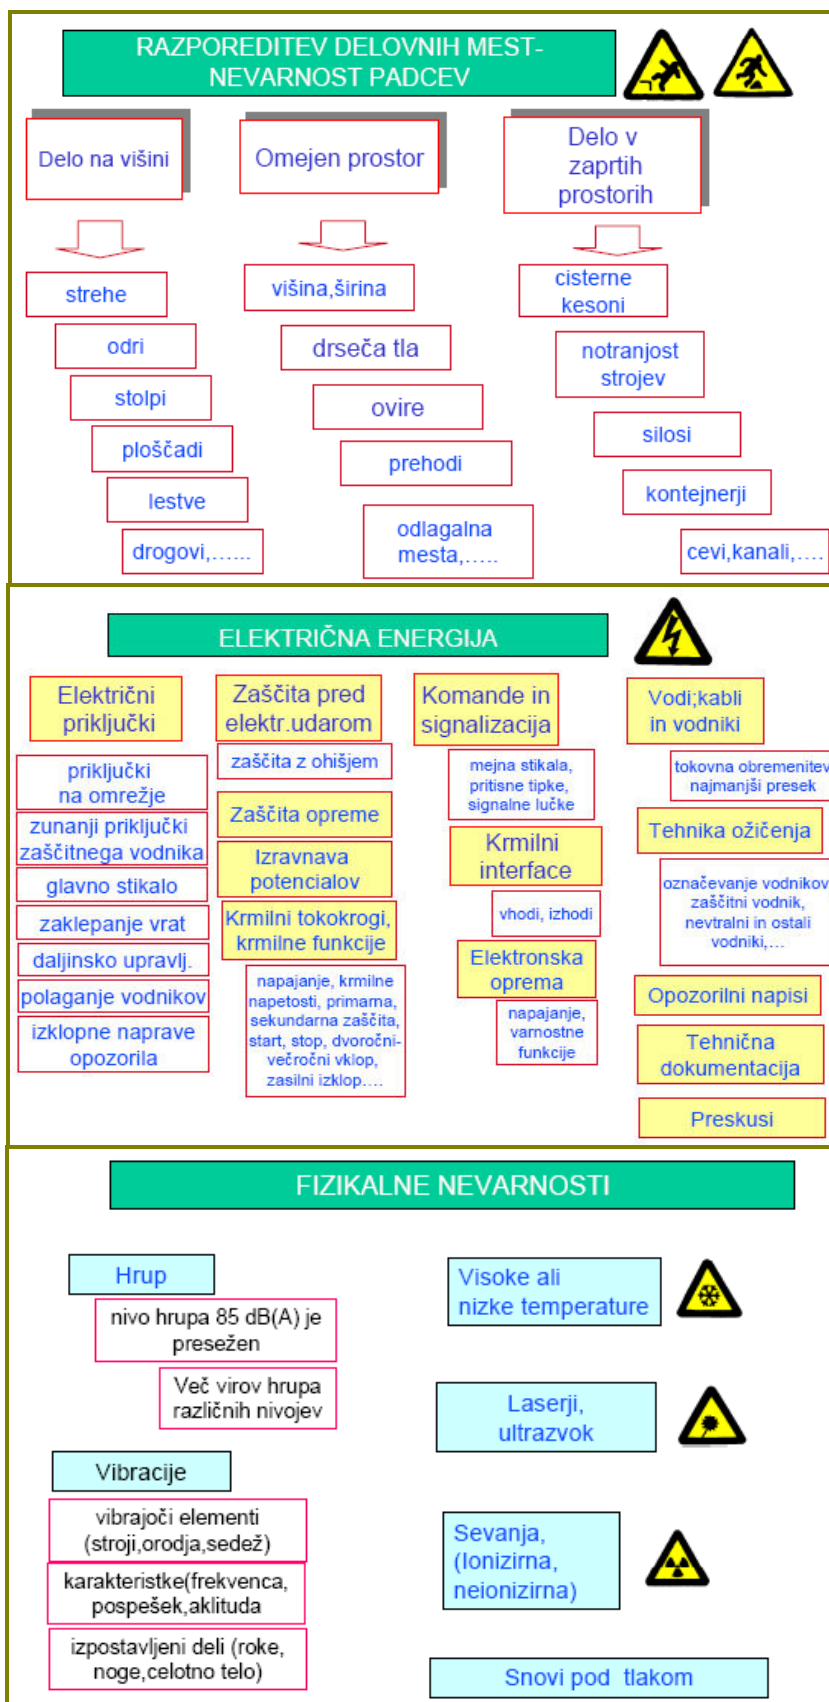 RAZPOREDITEV DELOVNIH MEST-
NEVARNOST PADCEV
Delo na višini
strehe
odri
stolpi
ploščadi
lestve
drogovi,……
Omejen prostor
višina,širina
drseča tla
ovire
prehodi
odlagalna
mesta,…..
Delo v
zaprtih
prostorih
cisterne
kesoni
notranjost
strojev
silosi
kontejnerji
cevi,kanali,….
ELEKTRIČNA ENERGIJA
Električni
priključki
priključki
na omrežje
zunanji priključki
zaščitnega vodnika
glavno stikalo
zaklepanje vrat
daljinsko upravlj.
polaganje vodnikov
izklopne naprave
opozorila
Zaščita pred
elektr.udarom
zaščita z ohišjem
Zaščita opreme
Izravnava
potencialov
Krmilni tokokrogi,
krmilne funkcije
napajanje, krmilne
napetosti, primarna,
sekundarna zaščita,
start, stop, dvoročni-
večročni vklop,
zasilni izklop….
Komande in
signalizacija
mejna stikala,
pritisne tipke,
signalne lučke
Krmilni
interface
vhodi, izhodi
Elektronska
oprema
napajanje,
varnostne
funkcije
Vodi;kabli
in vodniki
tokovna obremenitev
najmanjši presek
Tehnika ožičenja
označevanje vodnikov
zaščitni vodnik,
nevtralni in ostali
vodniki,…
Opozorilni napisi
Tehnična
dokumentacija
Preskusi
FIZIKALNE NEVARNOSTI
Hrup
nivo hrupa 85 dB(A) je
presežen
Več virov hrupa
različnih nivojev
Vibracije
vibrajoči elementi
(stroji,orodja,sedež)
karakteristke(frekvenca,
pospešek,aklituda
izpostavljeni deli (roke,
noge,celotno telo)
Visoke ali
nizke temperature
Laserji,
ultrazvok
Sevanja,
(Ionizirna,
neionizirna)
Snovi pod tlakom